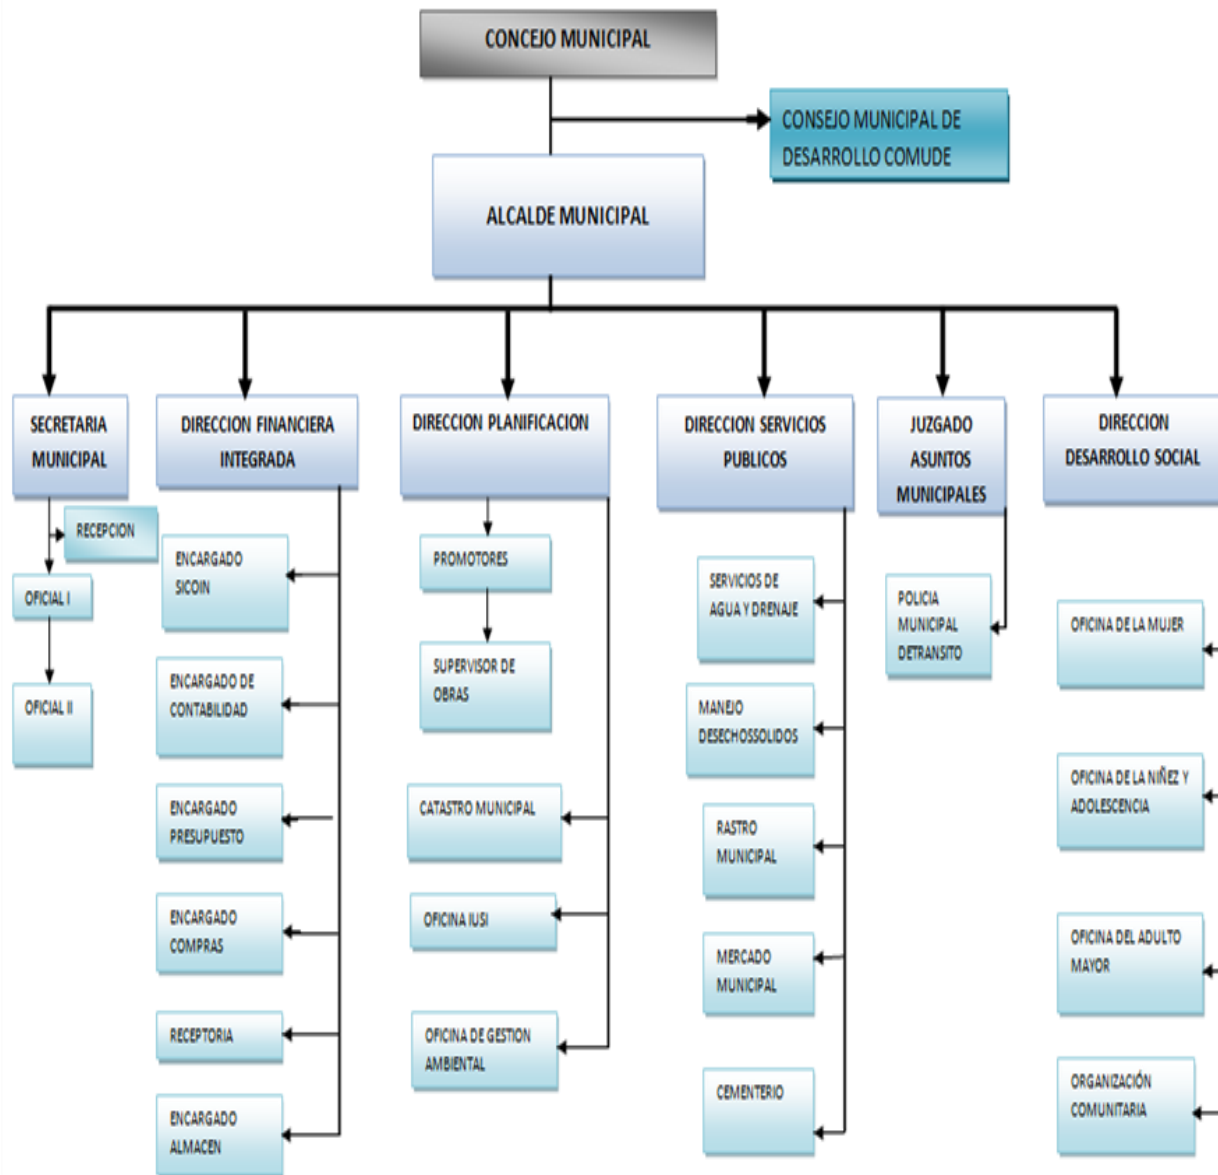 CONCEJO MUNICIPAL
CONSEJO MUNICIPAL DE
DESARROLLO COMUDE
ALCALDE MUNICIPAL
SECRETARIA
MUNICIPAL
RECEPCION
OFICIAL I
OFICIAL II
DIRECCION FINANCIERA
INTEGRADA
ENCARGADO
SICOIN
ENCARGADO DE
CONTABILIDAD
ENCARGADO
PRESUPUESTO
ENCARGADO
COMPRAS
RECEPTORIA
ENCARGADO
ALMACEN
DIRECCION PLANIFICACION
PROMOTORES
SUPERVISOR DE
OBRAS
CATASTRO MUNICIPAL
OFICINA IUSI
OFICINA DE GESTION
AMBIENTAL
DIRECCION SERVICIOS
PUBLICOS
SERVICIOS DE
AGUA Y DRENAJE
MANEJO
DESECHOSSOLIDOS
RASTRO
MUNICIPAL
MERCADO
MUNICIPAL
CEMENTERIO
JUZGADO
ASUNTOS
MUNICIPALES
POLICIA
MUNICIPAL
DETRANSITO
DIRECCION
DESARROLLO SOCIAL
OFICINA DE LA MUJER
OFICINA DE LA NIÑEZ Y
ADOLESCENCIA
OFICINA DEL ADULTO
MAYOR
ORGANIZACIÓN
COMUNITARIA